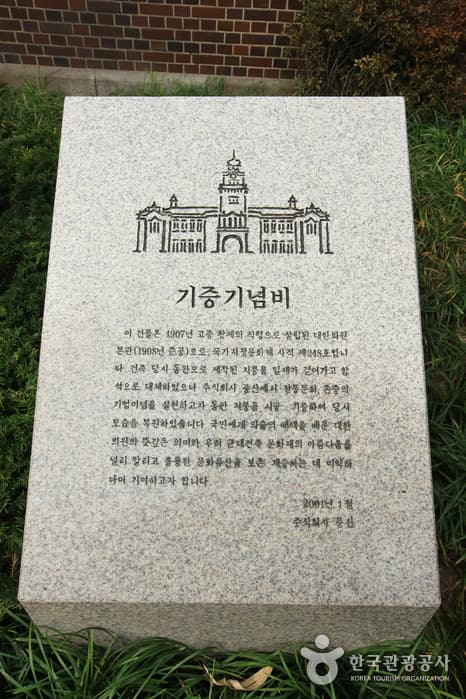 기증기념비
이 건물은 1907년 고종 황제의 칙령으로 설립된 대한의원
본관(1908년 준공)으로, 국가지정문화재 사적 제248호입니
다. 건축 당시 동판으로 제작된 지붕을 일제가 걷어가고 함
석으로 대체하였으나 주식회사 풍산에서 전통문화 존중의
기업이념을 실현하고자 동판 지붕을 시공· 기증하여 당시
모습을 복원하였습니다. 국민에게 의술의 혜택을 베푼 대한
의원의 뜻깊은 의미와 우리 근대건축 문화재의 아름다움을
널리 알리고 훌륭한 문화유산을 보존 계승하는 데 미약하
나마 기여하고자 합니다
2001년 1월
주식회사 풍산
한국관광공사
KOREA TOURISM ORGANIZATION